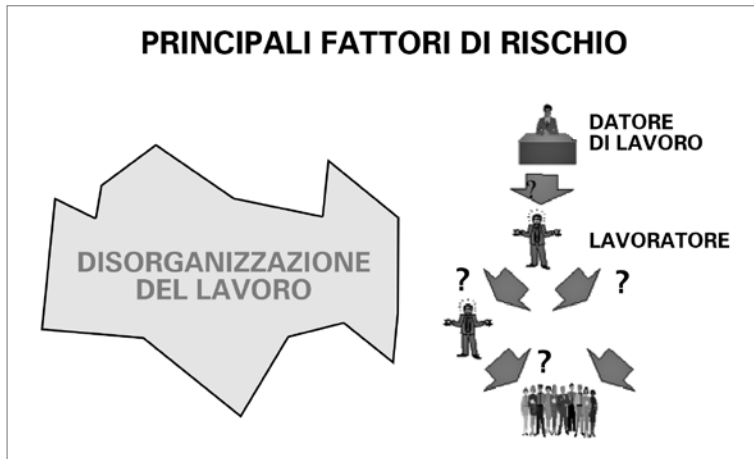 PRINCIPALI FATTORI DI RISCHIO
DISORGANIZZAZIONE
DEL LAVORO
DATORE
DI LAVORO
?
LAVORATORE
?
?
?